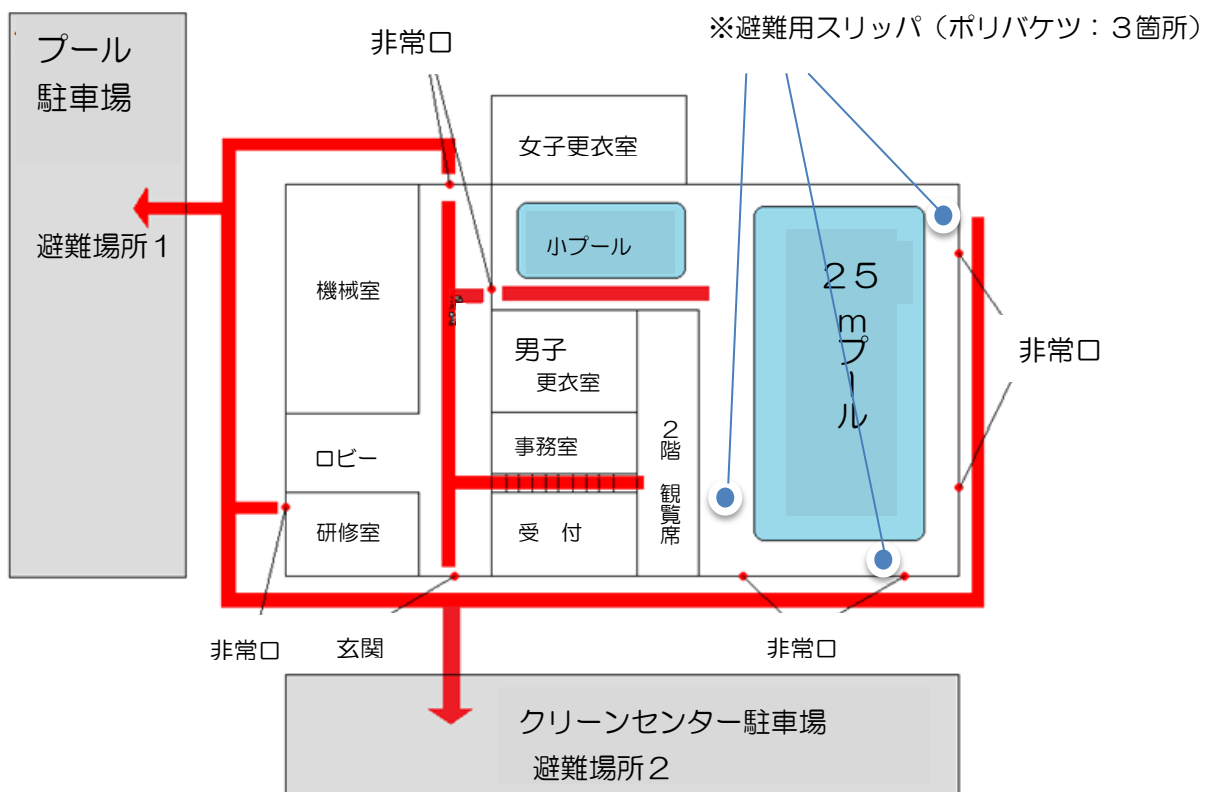 プール
駐車場
避難場所１
非常口
※避難用スリッパ（ポリバケツ：３箇所）
女子更衣室
小プール
２５ｍプール
機械室
男子
更衣室
非常口
事務室
２階　観覧席
ロビー
研修室
受　付
非常口
玄関
非常口
クリーンセンター駐車場
避難場所２